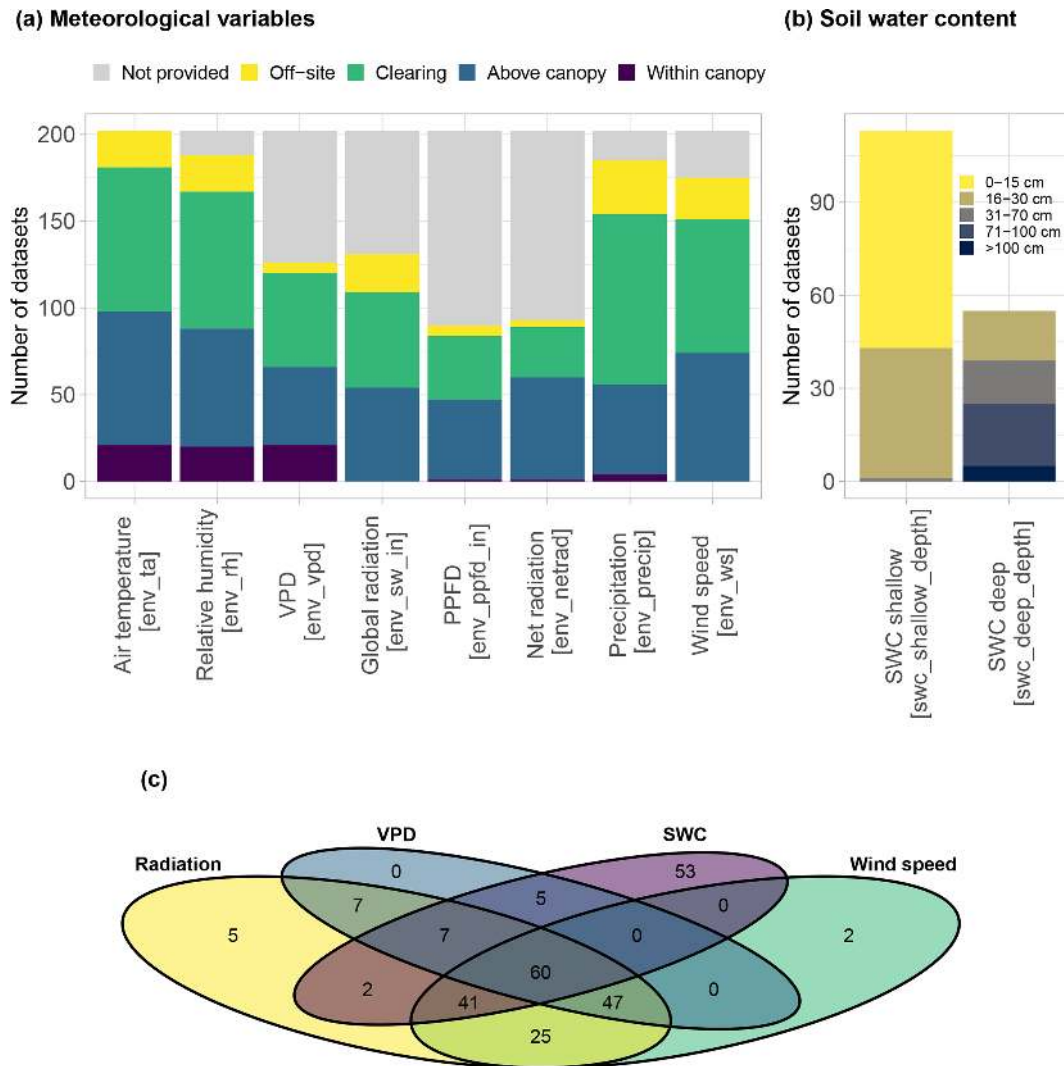 (a) Meteorological variables
(b) Soil water content
Not provided
Off−site
Clearing
Above canopy
Within canopy
Number of datasets
200
150
100
50
0
Air temperature
[env_ta]
Relative humidity
[env_rh]
VPD
[env_vpd]
Global radiation
[env_sw_in]
PPFD
[env_ppfd_in]
Net radiation
[env_netrad]
Precipitation
[env_precip]
Wind speed
[env_ws]
Number of datasets
90
60
30
0
0−15 cm
16−30 cm
31−70 cm
71−100 cm
>100 cm
SWC shallow
[swc_shallow_depth]
SWC deep
[swc_deep_depth]
(c)
VPD
SWC
Radiation
Wind speed
0
53
7
5
0
5
7
0
2
60
2
41
47
0
25